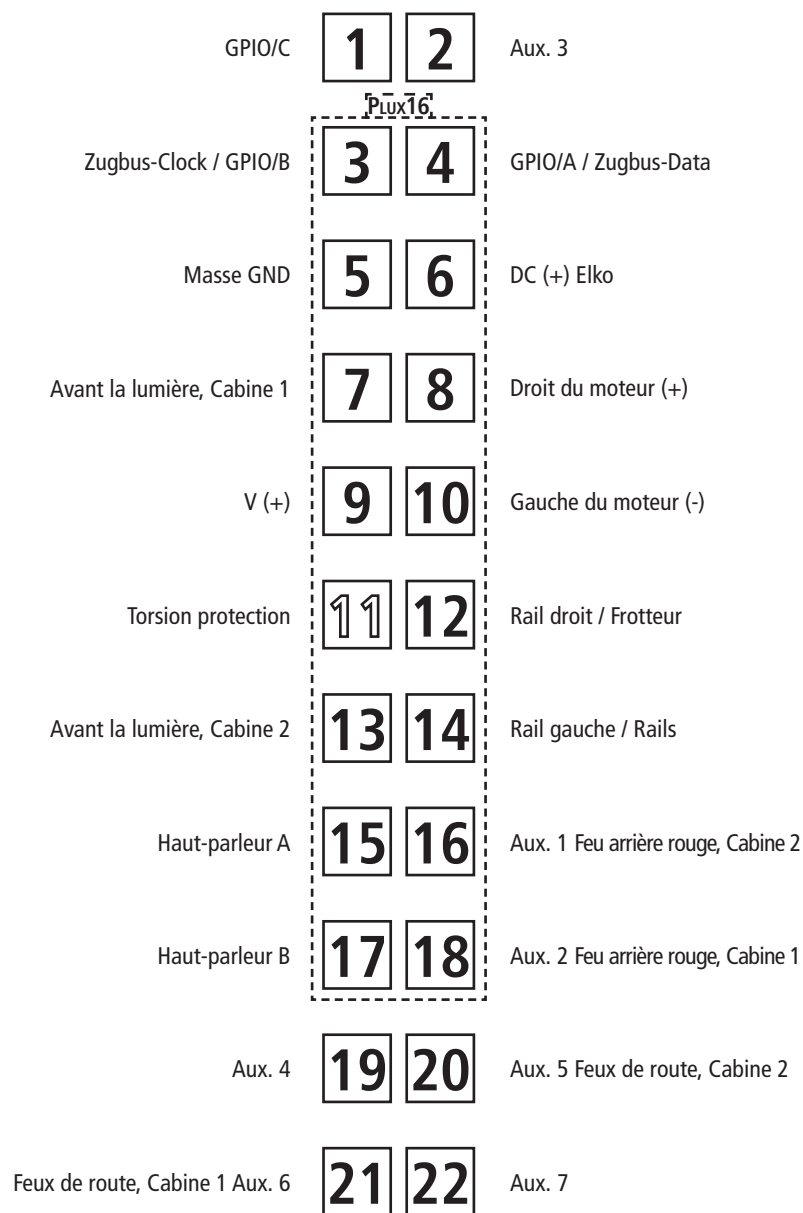 GPIO/C 1 2 Aux. 3
PLUX16
Zugbus-Clock / GPIO/B 3 4 GPIO/A / Zugbus-Data
Masse GND 5 6 DC (+) Elko
Avant la lumière, Cabine 1 7 8 Droit du moteur (+)
V (+) 9 10 Gauche du moteur (-)
Torsion protection 11 12 Rail droit / Frotteur
Avant la lumière, Cabine 2 13 14 Rail gauche / Rails
Haut-parleur A 15 16 Aux. 1 Feu arrière rouge, Cabine 2
Haut-parleur B 17 18 Aux. 2 Feu arrière rouge, Cabine 1
Aux. 4 19 20 Aux. 5 Feux de route, Cabine 2
Feux de route, Cabine 1 Aux. 6 21 22 Aux. 7